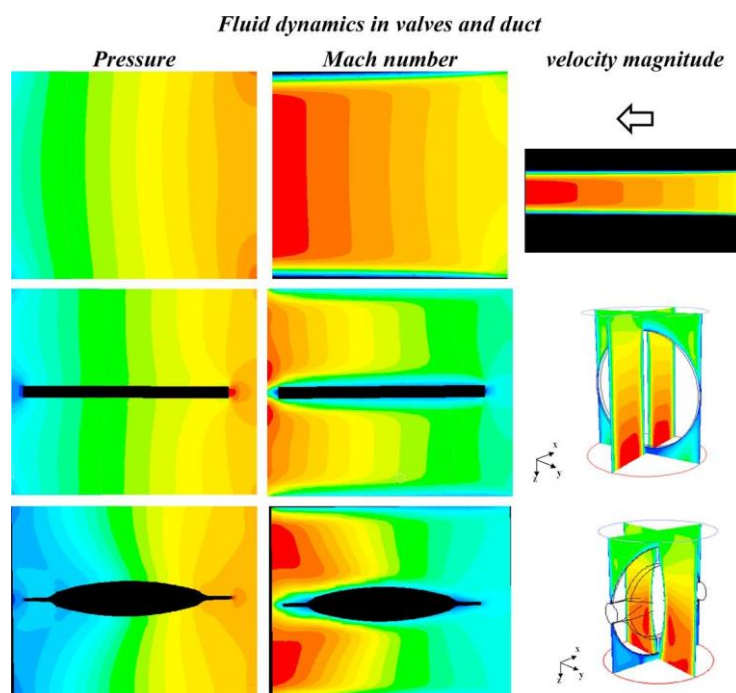 Fluid dynamics in valves and duct
Pressure Mach number velocity magnitude
x
y
z
x
y
z